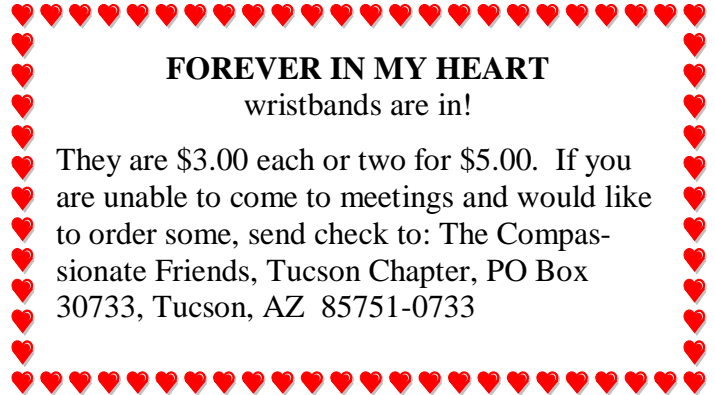 FOREVER IN MY HEART
wristbands are in!
They are $3.00 each or two for $5.00.  If you
are unable to come to meetings and would like
to order some, send check to: The Compas-
sionate Friends, Tucson Chapter, PO Box
30733, Tucson, AZ  85751-0733